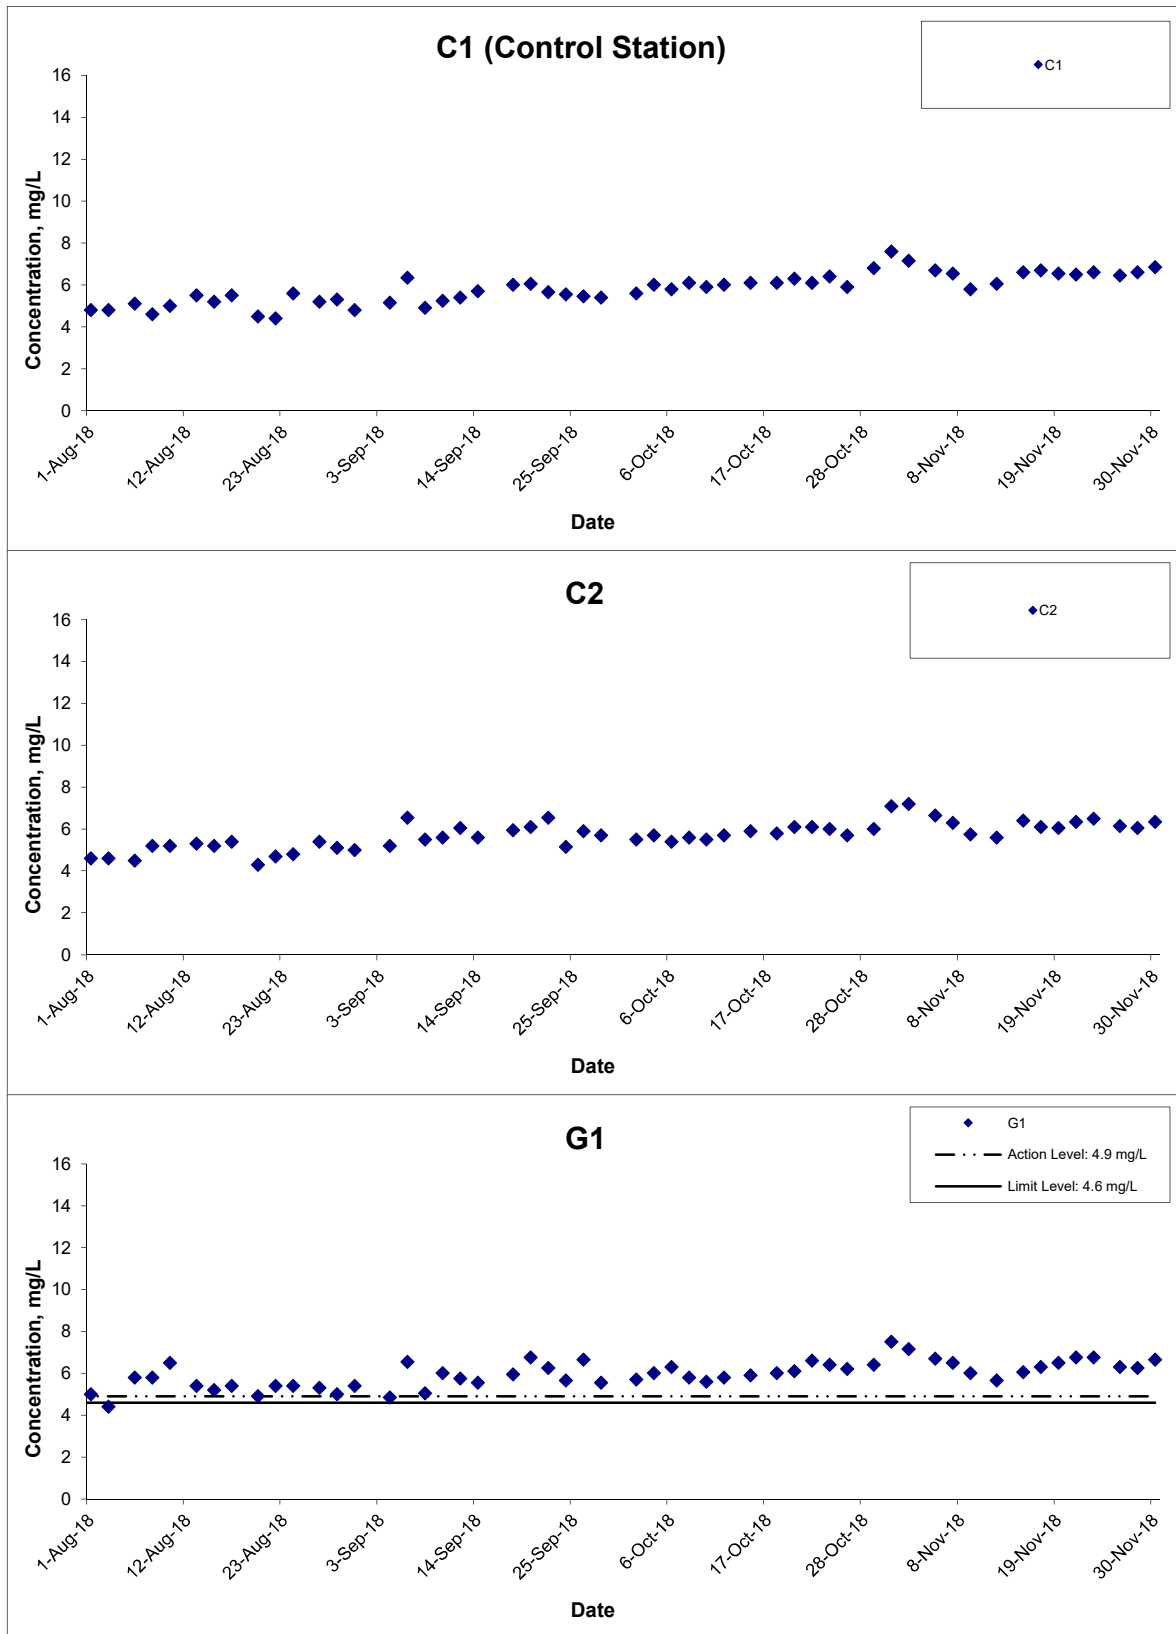 C1 (Control Station)
C1
Concentration, mg/L
16
14
12
10
8
6
4
2
0
1-Aug-18
12-Aug-18
23-Aug-18
3-Sep-18
14-Sep-18
25-Sep-18
6-Oct-18
17-Oct-18
28-Oct-18
8-Nov-18
19-Nov-18
30-Nov-18
Date
C2
C2
Concentration, mg/L
16
14
12
10
8
6
4
2
0
1-Aug-18
12-Aug-18
23-Aug-18
3-Sep-18
14-Sep-18
25-Sep-18
6-Oct-18
17-Oct-18
28-Oct-18
8-Nov-18
19-Nov-18
30-Nov-18
Date
G1
G1
Action Level: 4.9 mg/L
Limit Level: 4.6 mg/L
Concentration, mg/L
16
14
12
10
8
6
4
2
0
1-Aug-18
12-Aug-18
23-Aug-18
3-Sep-18
14-Sep-18
25-Sep-18
6-Oct-18
17-Oct-18
28-Oct-18
8-Nov-18
19-Nov-18
30-Nov-18
Date